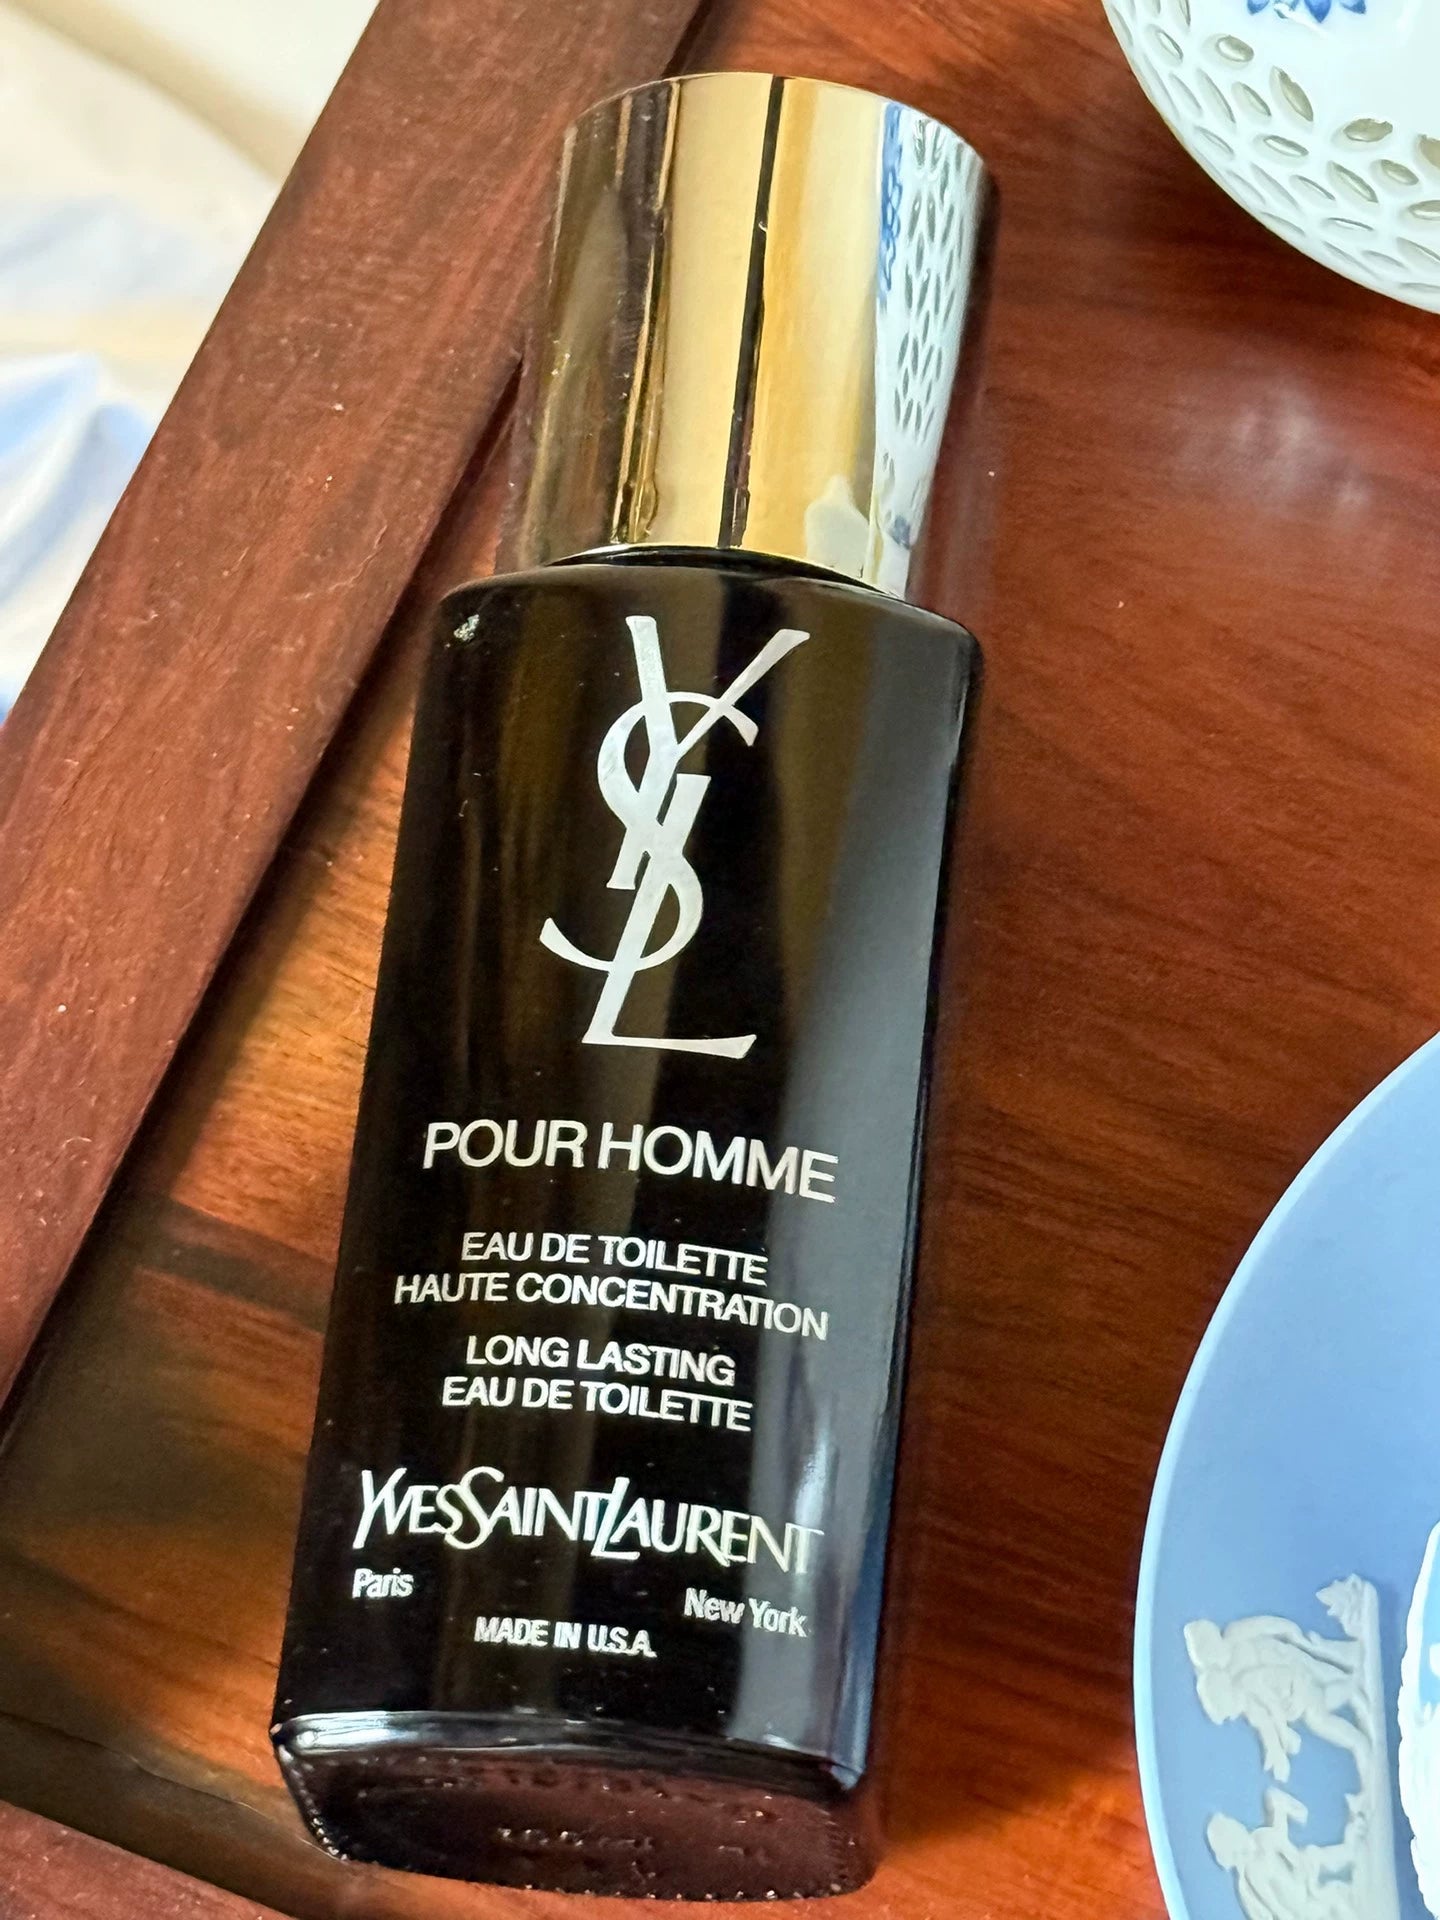 YSL
POUR HOMME
EAU DE TOILETTE
HAUTE CONCENTRATION
LONG LASTING
EAU DE TOILETTE
YVESSAINTLAURENT
Paris New York
MADE IN U.S.A.